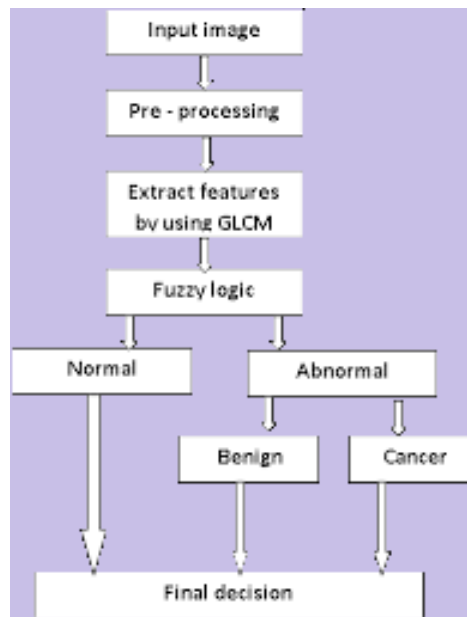 Input image
Pre - processing
Extract features
by using GLCM
Fuzzy logic
Normal
Abnormal
Benign
Cancer
Final decision